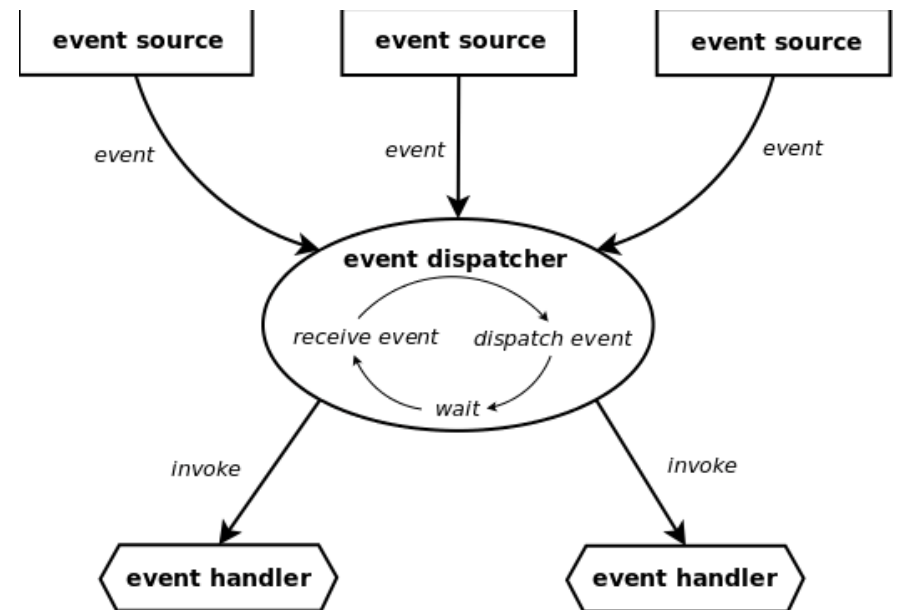 event source
event source
event source
event
event
event
event dispatcher
receive event
dispatch event
wait
invoke
invoke
event handler
event handler